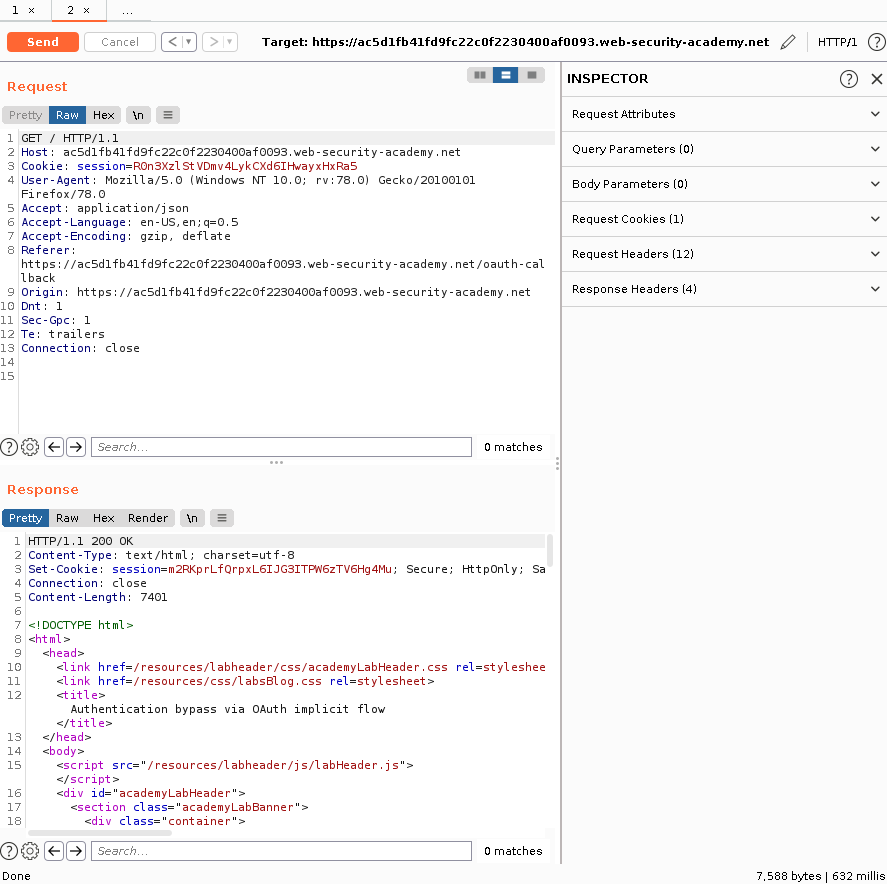 1 × 2 × ...
Send Cancel < ▼ > ▼ Target: https://ac5d1fb41fd9fc22c0f2230400af0093.web-security-academy.net HTTP/1 ?
Request
Pretty Raw Hex \n ≡
1 GET / HTTP/1.1
2 Host: ac5d1fb41fd9fc22c0f2230400af0093.web-security-academy.net
3 Cookie: session=R0n3XzlStVDmv4LykCXd6IHwayxHxRa5
4 User-Agent: Mozilla/5.0 (Windows NT 10.0; rv:78.0) Gecko/20100101
Firefox/78.0
5 Accept: application/json
6 Accept-Language: en-US,en;q=0.5
7 Accept-Encoding: gzip, deflate
8 Referer:
https://ac5d1fb41fd9fc22c0f2230400af0093.web-security-academy.net/oauth-cal
lback
9 Origin: https://ac5d1fb41fd9fc22c0f2230400af0093.web-security-academy.net
10 Dnt: 1
11 Sec-Gpc: 1
12 Te: trailers
13 Connection: close
14
15
? Search... 0 matches
Response
Pretty Raw Hex Render \n ≡
1 HTTP/1.1 200 OK
2 Content-Type: text/html; charset=utf-8
3 Set-Cookie: session=m2RKprLfQrpxL6IJG3ITPW6zTV6Hg4Mu; Secure; HttpOnly; Sa
4 Connection: close
5 Content-Length: 7401
6
7 <!DOCTYPE html>
8 <html>
9 <head>
10 <link href=/resources/labheader/css/academyLabHeader.css rel=styleshee
11 <link href=/resources/css/labsBlog.css rel=stylesheet>
12 <title>
Authentication bypass via OAuth implicit flow
</title>
13 </head>
14 <body>
15 <script src="/resources/labheader/js/labHeader.js">
</script>
16 <div id="academyLabHeader">
17 <section class="academyLabBanner">
18 <div class="container">
? Search... 0 matches
Done 7,588 bytes | 632 millis
INSPECTOR ? ×
Request Attributes
Query Parameters (0)
Body Parameters (0)
Request Cookies (1)
Request Headers (12)
Response Headers (4)